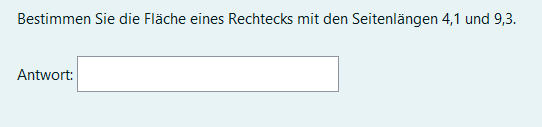 Bestimmen Sie die Fläche eines Rechtecks mit den Seitenlängen 4,1 und 9,3.
Antwort: